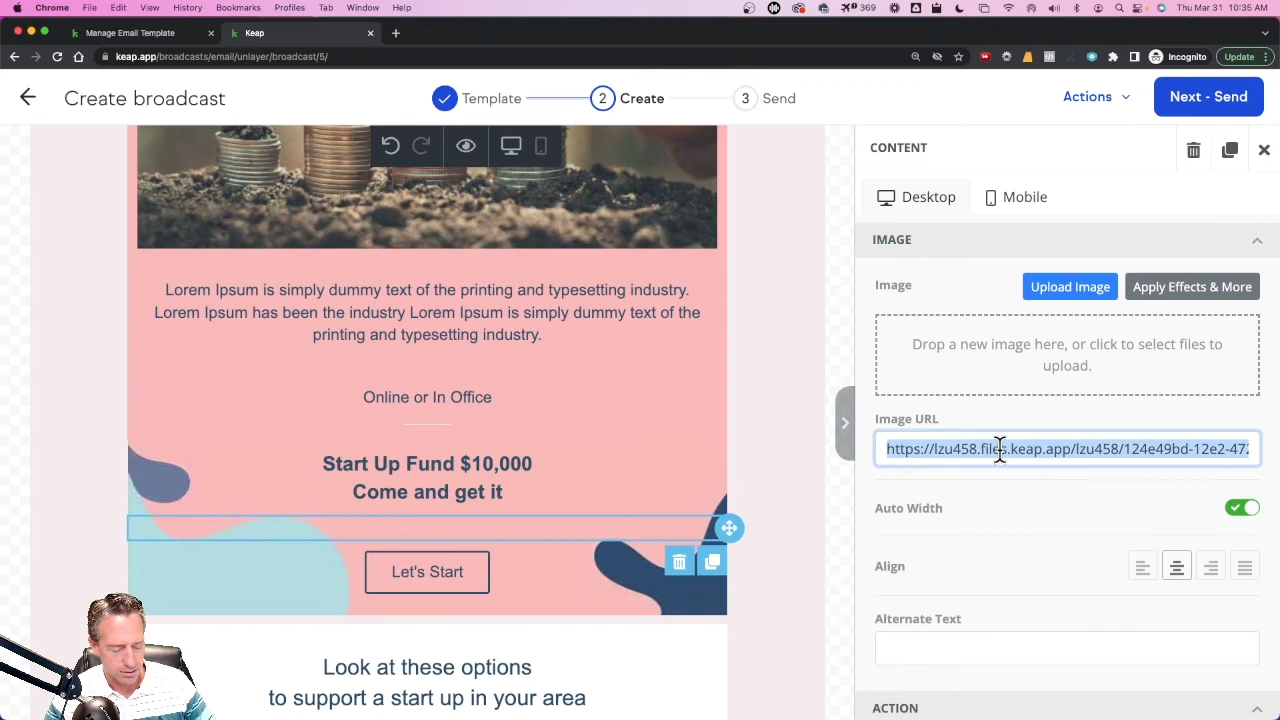 Chrome File Edit View History Bookmarks Profiles Tab Window Help 369 Thu Mar 31 10:35 AM
Manage Email Template Keap
keap.app/broadcasts/email/unlayer/broadcast/5/ Incognito Update
Create broadcast Template 2 Create 3 Send Actions Next - Send
CONTENT
Desktop Mobile
IMAGE
Image Upload Image Apply Effects & More
Drop a new image here, or click to select files to
upload.
Image URL
https://lzu458.files.keap.app/lzu458/124e49bd-12e2-472
Auto Width
Align
Alternate Text
ACTION
Lorem Ipsum is simply dummy text of the printing and typesetting industry.
Lorem Ipsum has been the industry Lorem Ipsum is simply dummy text of the
printing and typesetting industry.
Online or In Office
Start Up Fund $10,000
Come and get it
Let's Start
Look at these options
to support a start up in your area